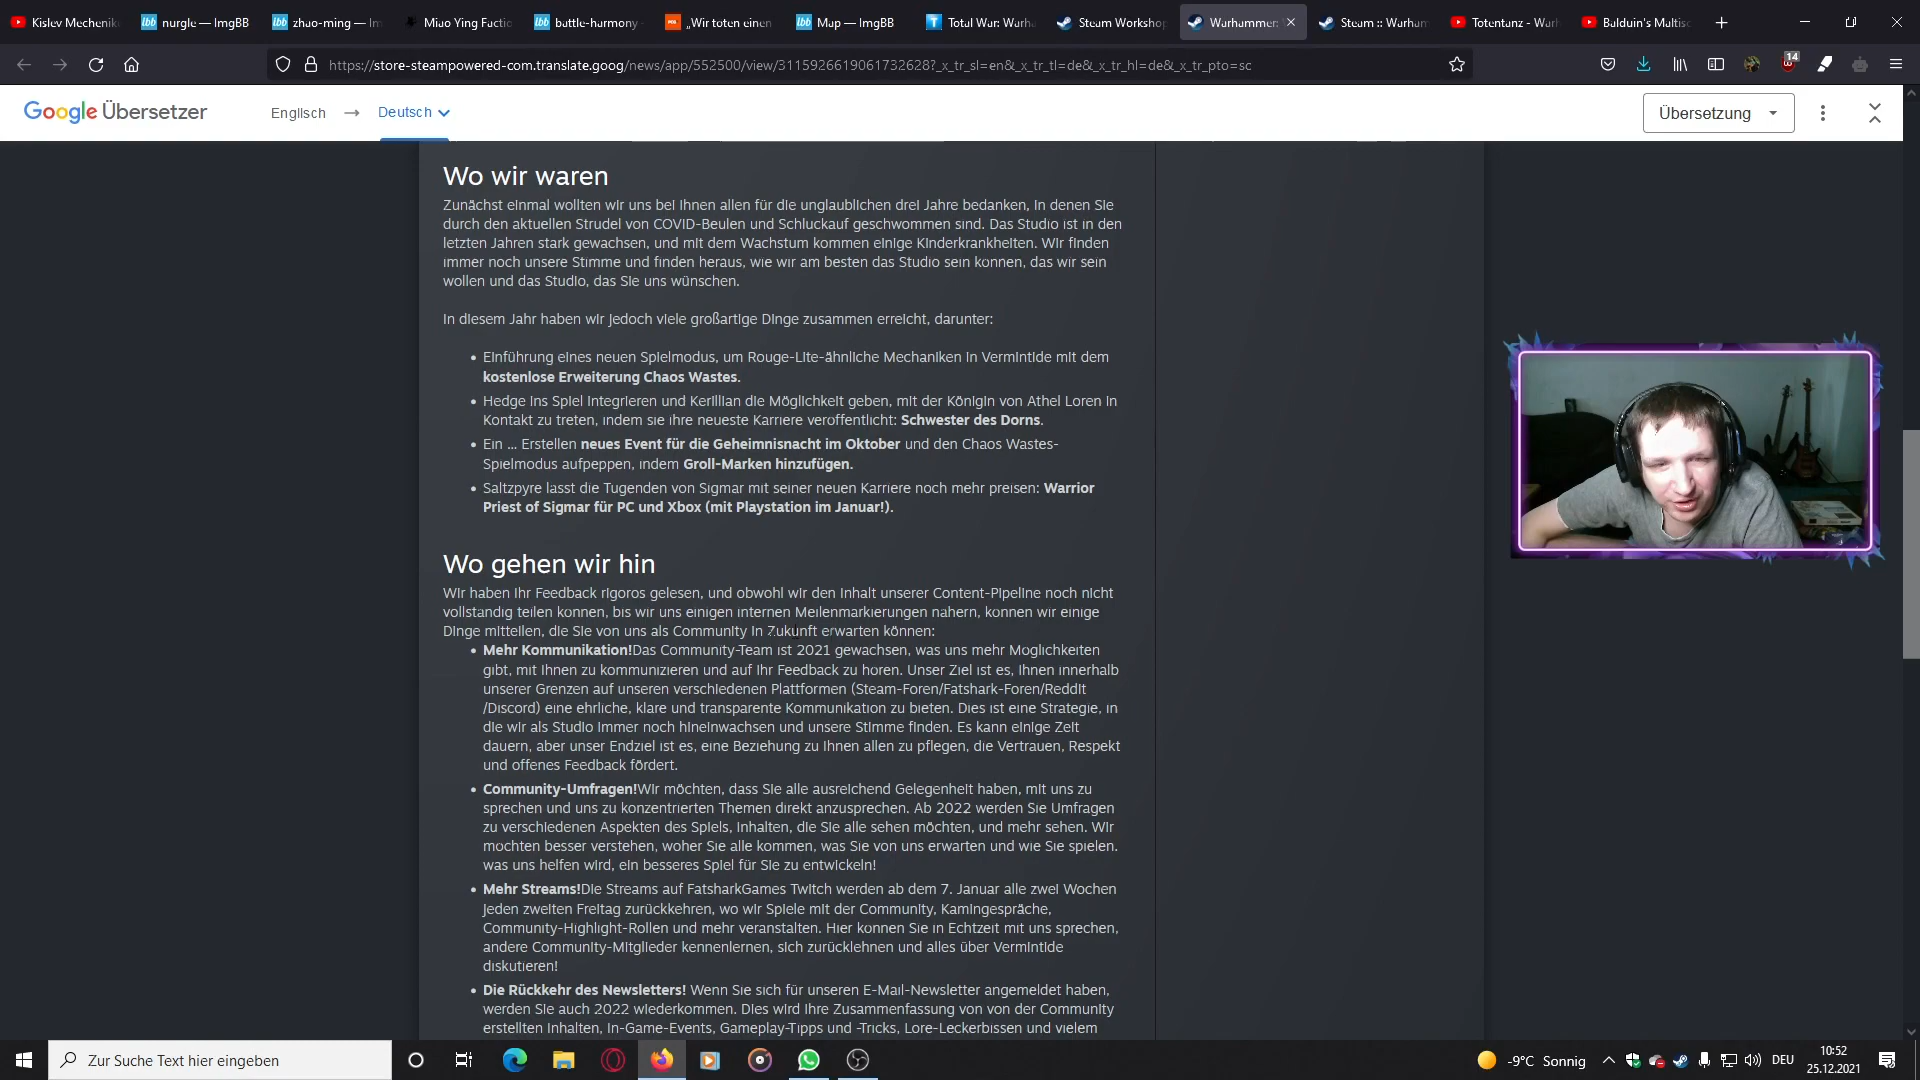 Kislev Mechenik
nurgle — ImgBB
zhao-ming — Im
Miao Ying Factio
battle-harmony
„Wir toten einen
Map — ImgBB
Total War: Warha
Steam Workshop
Warhammer:
Steam :: Warham
Totentanz - War
Balduin's Maltis
https://store-steampowered-com.translate.goog/news/app/552500/view/3115926619061732628?_x_tr_sl=en&_x_tr_tl=de&_x_tr_hl=de&_x_tr_pto=sc
14
Google Übersetzer
Englisch → Deutsch
Übersetzung
Wo wir waren
Zunächst einmal wollten wir uns bei Ihnen allen für die unglaublichen drei Jahre bedanken, in denen Sie
durch den aktuellen Strudel von COVID-Beulen und Schluckauf geschwommen sind. Das Studio ist in den
letzten Jahren stark gewachsen, und mit dem Wachstum kommen einige Kinderkrankheiten. Wir finden
immer noch unsere Stimme und finden heraus, wie wir am besten das Studio sein können, das wir sein
wollen und das Studio, das Sie uns wünschen.
In diesem Jahr haben wir jedoch viele großartige Dinge zusammen erreicht, darunter:
• Einführung eines neuen Spielmodus, um Rouge-Lite-ähnliche Mechaniken in Vermintide mit dem
kostenlose Erweiterung Chaos Wastes.
• Hedge ins Spiel integrieren und Kerillian die Möglichkeit geben, mit der Königin von Athel Loren in
Kontakt zu treten, indem sie ihre neueste Karriere veröffentlicht: Schwester des Dorns.
• Ein ... Erstellen neues Event für die Geheimnisnacht im Oktober und den Chaos Wastes-
Spielmodus aufpeppen, indem Groll-Marken hinzufügen.
• Saltzpyre lässt die Tugenden von Sigmar mit seiner neuen Karriere noch mehr preisen: Warrior
Priest of Sigmar für PC und Xbox (mit Playstation im Januar!).
Wo gehen wir hin
Wir haben Ihr Feedback rigoros gelesen, und obwohl wir den Inhalt unserer Content-Pipeline noch nicht
vollständig teilen können, bis wir uns einigen internen Meilenmarkierungen nähern, können wir einige
Dinge mitteilen, die Sie von uns als Community in Zukunft erwarten können:
• Mehr Kommunikation!Das Community-Team ist 2021 gewachsen, was uns mehr Möglichkeiten
gibt, mit Ihnen zu kommunizieren und auf Ihr Feedback zu hören. Unser Ziel ist es, Ihnen innerhalb
unserer Grenzen auf unseren verschiedenen Plattformen (Steam-Foren/Fatshark-Foren/Reddit
/Discord) eine ehrliche, klare und transparente Kommunikation zu bieten. Dies ist eine Strategie, in
die wir als Studio immer noch hineinwachsen und unsere Stimme finden. Es kann einige Zeit
dauern, aber unser Endziel ist es, eine Beziehung zu Ihnen allen zu pflegen, die Vertrauen, Respekt
und offenes Feedback fördert.
• Community-Umfragen!Wir möchten, dass Sie alle ausreichend Gelegenheit haben, mit uns zu
sprechen und uns zu konzentrierten Themen direkt anzusprechen. Ab 2022 werden Sie Umfragen
zu verschiedenen Aspekten des Spiels, Inhalten, die Sie alle sehen möchten, und mehr sehen. Wir
möchten besser verstehen, woher Sie alle kommen, was Sie von uns erwarten und wie Sie spielen.
was uns helfen wird, ein besseres Spiel für Sie zu entwickeln!
• Mehr Streams!Die Streams auf FatsharkGames Twitch werden ab dem 7. Januar alle zwei Wochen
jeden zweiten Freitag zurückkehren, wo wir Spiele mit der Community, Kamingespräche,
Community-Highlight-Rollen und mehr veranstalten. Hier können Sie in Echtzeit mit uns sprechen,
andere Community-Mitglieder kennenlernen, sich zurücklehnen und alles über Vermintide
diskutieren!
• Die Rückkehr des Newsletters! Wenn Sie sich für unseren E-Mail-Newsletter angemeldet haben,
werden Sie auch 2022 wiederkommen. Dies wird Ihre Zusammenfassung von von der Community
erstellten Inhalten, In-Game-Events, Gameplay-Tipps und -Tricks, Lore-Leckerbissen und vielem
Zur Suche Text hier eingeben
-9°C Sonnig
DEU
10:52
25.12.2021